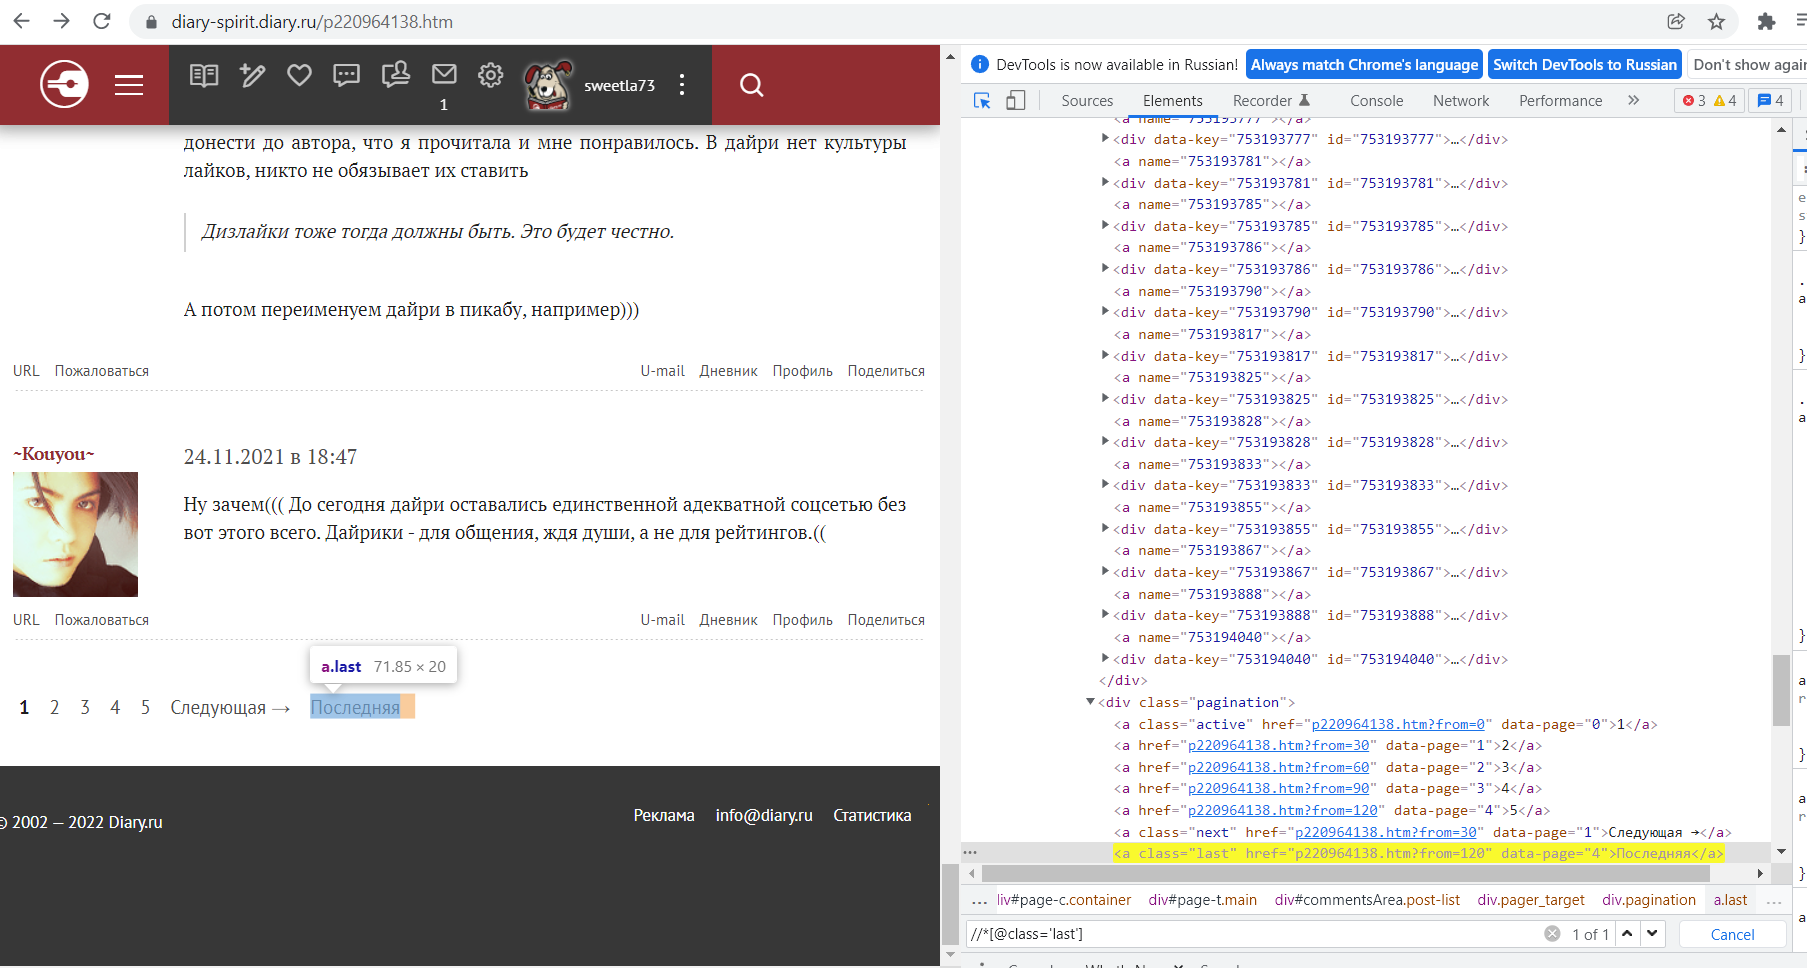 diary-spirit.diary.ru/p220964138.htm
1
sweetla73
донести до автора, что я прочитала и мне понравилось. В дайри нет культуры
лайков, никто не обязывает их ставить
Дизлайки тоже тогда должны быть. Это будет честно.
А потом переименуем дайри в пикабу, например)))
URL Пожаловаться U-mail Дневник Профиль Поделиться
~Kouyou~
24.11.2021 в 18:47
Ну зачем((( До сегодня дайри оставались единственной адекватной соцсетью без
вот этого всего. Дайрики - для общения, ждя души, а не для рейтингов.((
URL Пожаловаться U-mail Дневник Профиль Поделиться
a.last 71.85 × 20
1 2 3 4 5 Следующая → Последняя
© 2002 — 2022 Diary.ru
Реклама info@diary.ru Статистика
DevTools is now available in Russian! Always match Chrome's language Switch DevTools to Russian Don't show again
Sources Elements Recorder Console Network Performance » 3 4 4
<a name="753193777"></a>
<div data-key="753193777" id="753193777">…</div>
<a name="753193781"></a>
<div data-key="753193781" id="753193781">…</div>
<a name="753193785"></a>
<div data-key="753193785" id="753193785">…</div>
<a name="753193786"></a>
<div data-key="753193786" id="753193786">…</div>
<a name="753193790"></a>
<div data-key="753193790" id="753193790">…</div>
<a name="753193817"></a>
<div data-key="753193817" id="753193817">…</div>
<a name="753193825"></a>
<div data-key="753193825" id="753193825">…</div>
<a name="753193828"></a>
<div data-key="753193828" id="753193828">…</div>
<a name="753193833"></a>
<div data-key="753193833" id="753193833">…</div>
<a name="753193855"></a>
<div data-key="753193855" id="753193855">…</div>
<a name="753193867"></a>
<div data-key="753193867" id="753193867">…</div>
<a name="753193888"></a>
<div data-key="753193888" id="753193888">…</div>
<a name="753194040"></a>
<div data-key="753194040" id="753194040">…</div>
</div>
<div class="pagination">
<a class="active" href="p220964138.htm?from=0" data-page="0">1</a>
<a href="p220964138.htm?from=30" data-page="1">2</a>
<a href="p220964138.htm?from=60" data-page="2">3</a>
<a href="p220964138.htm?from=90" data-page="3">4</a>
<a href="p220964138.htm?from=120" data-page="4">5</a>
<a class="next" href="p220964138.htm?from=30" data-page="1">Следующая →</a>
<a class="last" href="p220964138.htm?from=120" data-page="4">Последняя</a>
... div#page-c.container div#page-t.main div#commentsArea.post-list div.pager_target div.pagination a.last ...
//*[@class='last'] 1 of 1 Cancel